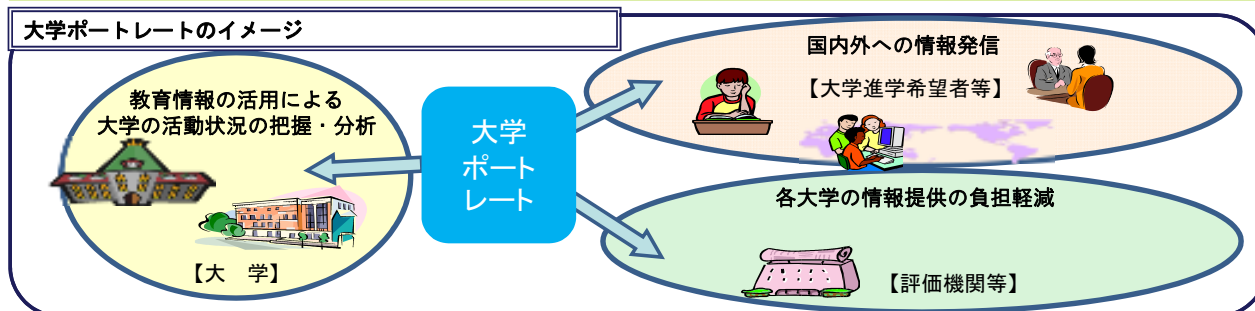 大学ポートレートのイメージ
教育情報の活用による
大学の活動状況の把握・分析
【大　学】
大学
ポート
レート
国内外への情報発信
【大学進学希望者等】
各大学の情報提供の負担軽減
【評価機関等】